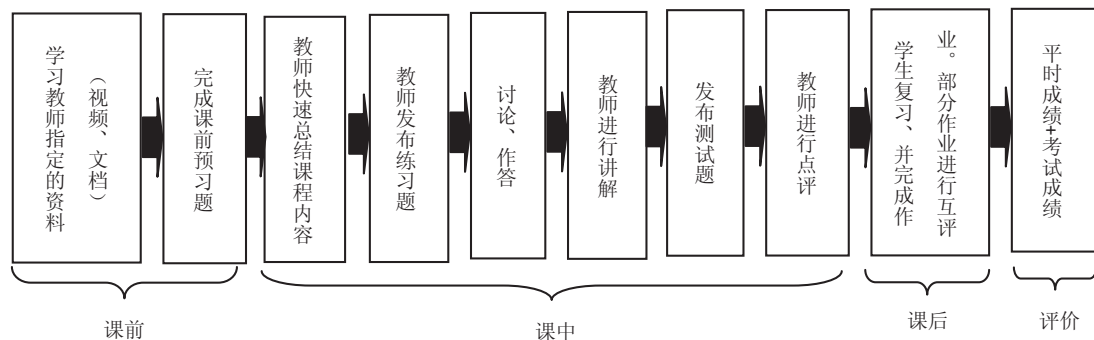 学习教师指定的资料
（视频、文档）
完成课前预习题
教师快速总结课程内容
教师发布练习题
讨论、作答
教师进行讲解
发布测试题
教师进行点评
学生复习、并完成作
业。部分作业进行互评
平时成绩+考试成绩
课前
课中
课后
评价